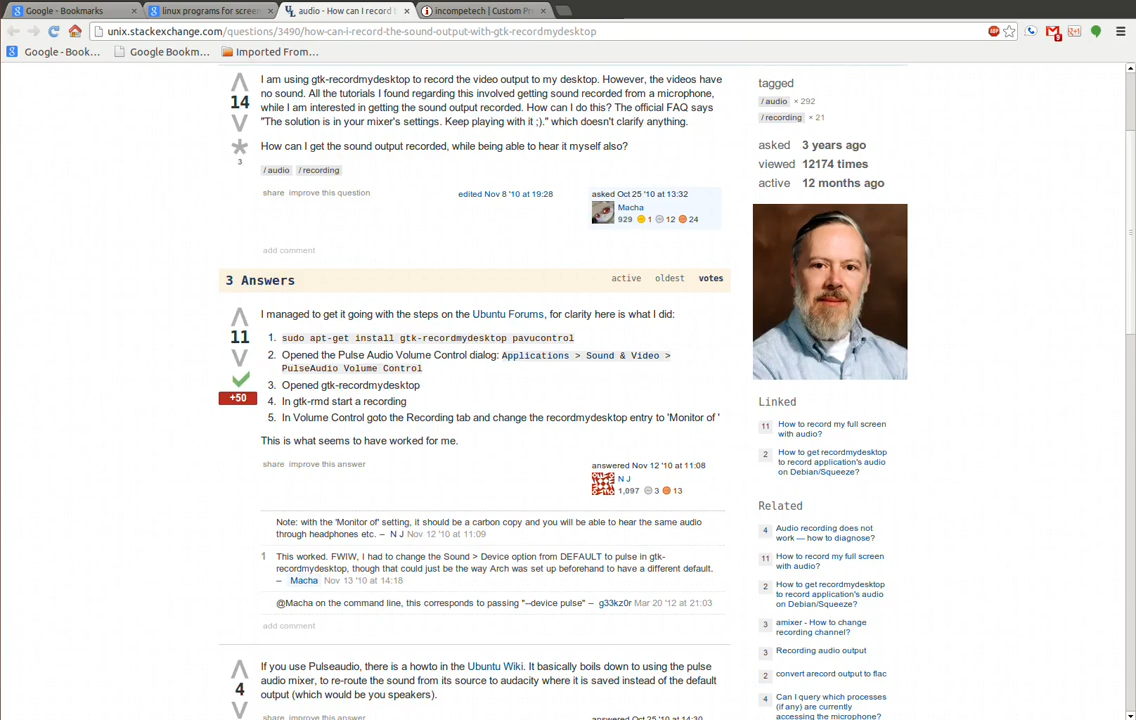 Google - Bookmarks
linux programs for screen
audio - How can I record t
incompetech | Custom Pr
unix.stackexchange.com/questions/3490/how-can-i-record-the-sound-output-with-gtk-recordmydesktop
Google - Book...
Google Bookm...
Imported From...
14
3
I am using gtk-recordmydesktop to record the video output to my desktop. However, the videos have
no sound. All the tutorials I found regarding this involved getting sound recorded from a microphone,
while I am interested in getting the sound output recorded. How can I do this? The official FAQ says
"The solution is in your mixer's settings. Keep playing with it ;)." which doesn't clarify anything.
How can I get the sound output recorded, while being able to hear it myself also?
/ audio / recording
share improve this question
edited Nov 8 '10 at 19:28
asked Oct 25 '10 at 13:32
Macha
929 1 12 24
add comment
3 Answers
active oldest votes
11
+50
I managed to get it going with the steps on the Ubuntu Forums, for clarity here is what I did:
1. sudo apt-get install gtk-recordmydesktop pavucontrol
2. Opened the Pulse Audio Volume Control dialog: Applications > Sound & Video >
PulseAudio Volume Control
3. Opened gtk-recordmydesktop
4. In gtk-rmd start a recording
5. In Volume Control goto the Recording tab and change the recordmydesktop entry to 'Monitor of '
This is what seems to have worked for me.
share improve this answer
answered Nov 12 '10 at 11:08
N J
1,097 3 13
Note: with the 'Monitor of' setting, it should be a carbon copy and you will be able to hear the same audio
through headphones etc. – N J Nov 12 '10 at 11:09
1 This worked. FWIW, I had to change the Sound > Device option from DEFAULT to pulse in gtk-
recordmydesktop, though that could just be the way Arch was set up beforehand to have a different default.
– Macha Nov 13 '10 at 14:18
@Macha on the command line, this corresponds to passing "--device pulse" – g33kz0r Mar 20 '12 at 21:03
add comment
4
If you use Pulseaudio, there is a howto in the Ubuntu Wiki. It basically boils down to using the pulse
audio mixer, to re-route the sound from its source to audacity where it is saved instead of the default
output (which would be you speakers).
share improve this answer
answered Oct 25 '10 at 14:30
tagged
/ audio × 292
/ recording × 21
asked 3 years ago
viewed 12174 times
active 12 months ago
Linked
11 How to record my full screen
with audio?
2 How to get recordmydesktop
to record application's audio
on Debian/Squeeze?
Related
4 Audio recording does not
work — how to diagnose?
11 How to record my full screen
with audio?
2 How to get recordmydesktop
to record application's audio
on Debian/Squeeze?
3 amixer - How to change
recording channel?
3 Recording audio output
2 convert arecord output to flac
4 Can I query which processes
(if any) are currently
accessing the microphone?